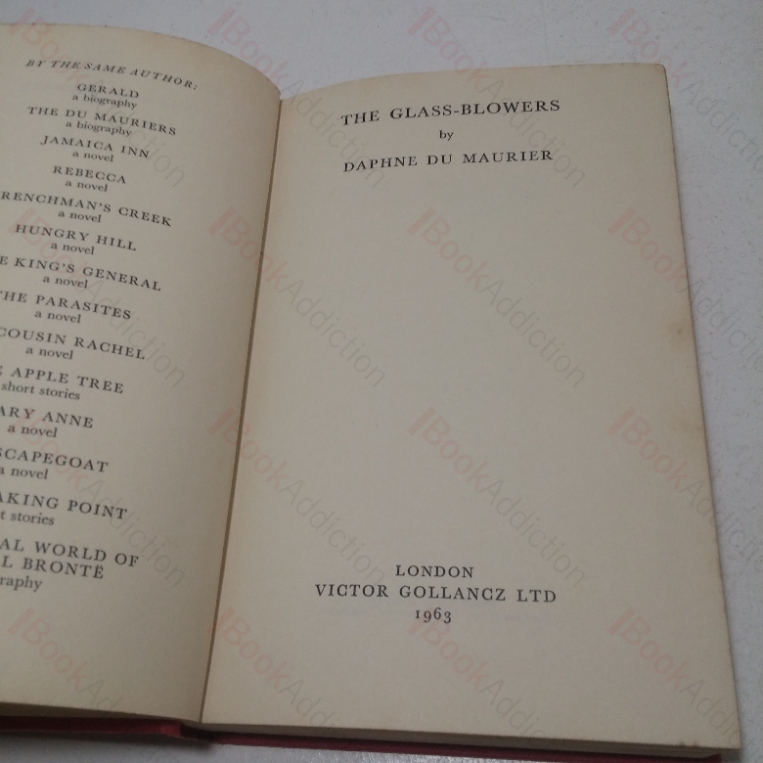 BY THE SAME AUTHOR:
GERALD
a biography
THE DU MAURIERS
a biography
JAMAICA INN
a novel
REBECCA
a novel
RENCHMAN'S CREEK
a novel
HUNGRY HILL
a novel
E KING'S GENERAL
a novel
THE PARASITES
a novel
COUSIN RACHEL
a novel
E APPLE TREE
short stories
ARY ANNE
a novel
SCAPEGOAT
a novel
AKING POINT
t stories
AL WORLD OF
L BRONTË
raphy
THE GLASS-BLOWERS
by
DAPHNE DU MAURIER
LONDON
VICTOR GOLLANCZ LTD
1963
BookAddiction